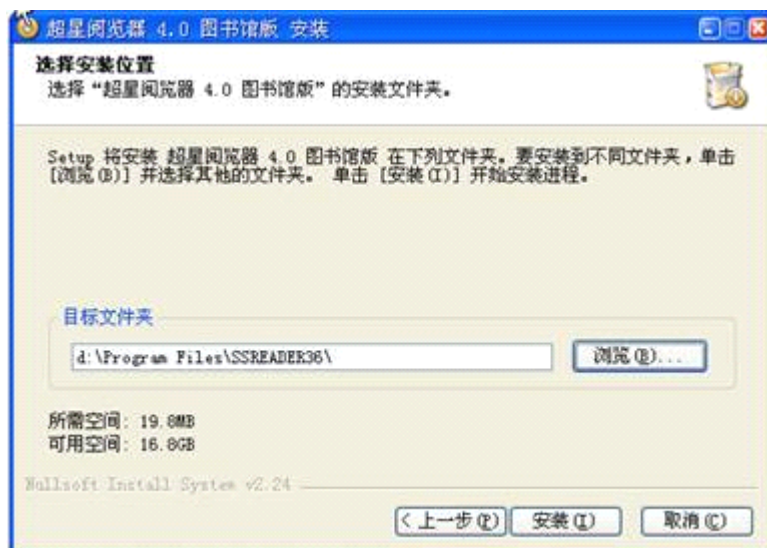 超星阅览器 4.0 图书馆版 安装
选择安装位置
选择“超星阅览器 4.0 图书馆版”的安装文件夹。
Setup 将安装 超星阅览器 4.0 图书馆版 在下列文件夹。要安装到不同文件夹，单击
[浏览(B)] 并选择其他的文件夹。 单击 [安装(I)] 开始安装进程。
目标文件夹
d:\Program Files\SSREADER36\
浏览(B)...
所需空间: 19.8MB
可用空间: 16.8GB
Nullsoft Install System v2.24
< 上一步(P)
安装(I)
取消(C)